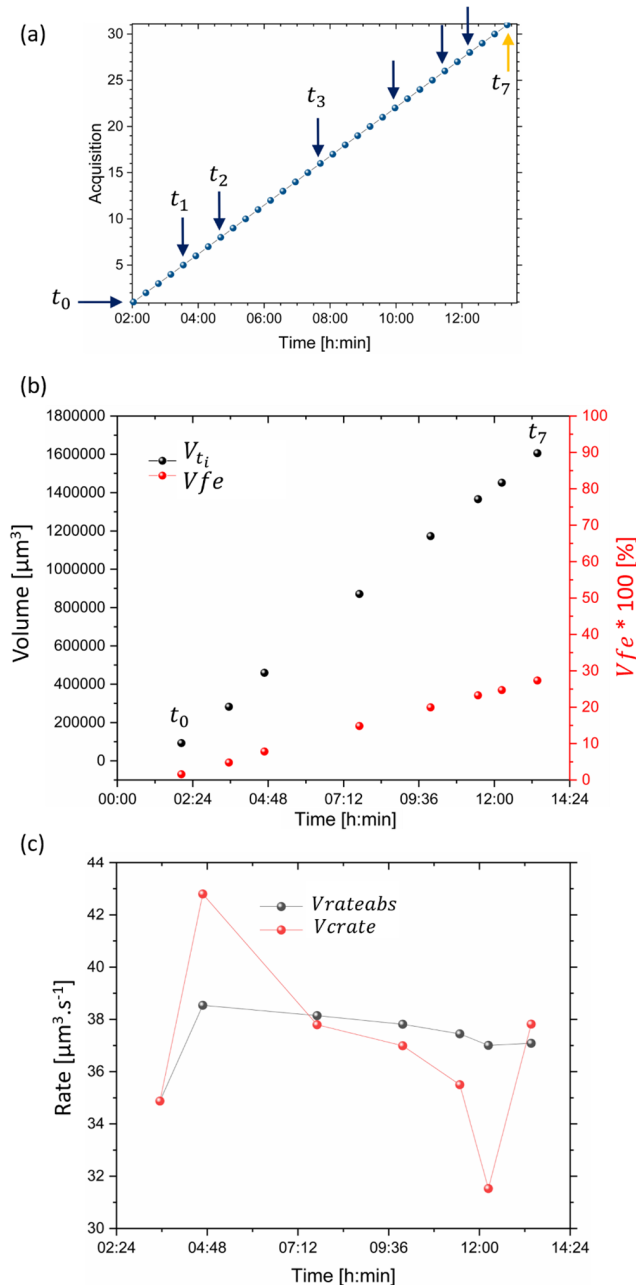 (a)
30
25
20
15
10
5
Acquisition
t₀
t₁
t₂
t₃
t₇
02:00 04:00 06:00 08:00 10:00 12:00
Time [h:min]
(b)
1800000
1600000
1400000
1200000
1000000
800000
600000
400000
200000
0
Volume [µm³]
V_{t_i}
Vfe
t₀
t₇
100
90
80
70
60
50
40
30
20
10
0
Vfe * 100 [%]
00:00 02:24 04:48 07:12 09:36 12:00 14:24
Time [h:min]
(c)
44
42
40
38
36
34
32
30
Rate [µm³.s⁻¹]
Vrateabs
Vcrate
02:24 04:48 07:12 09:36 12:00 14:24
Time [h:min]